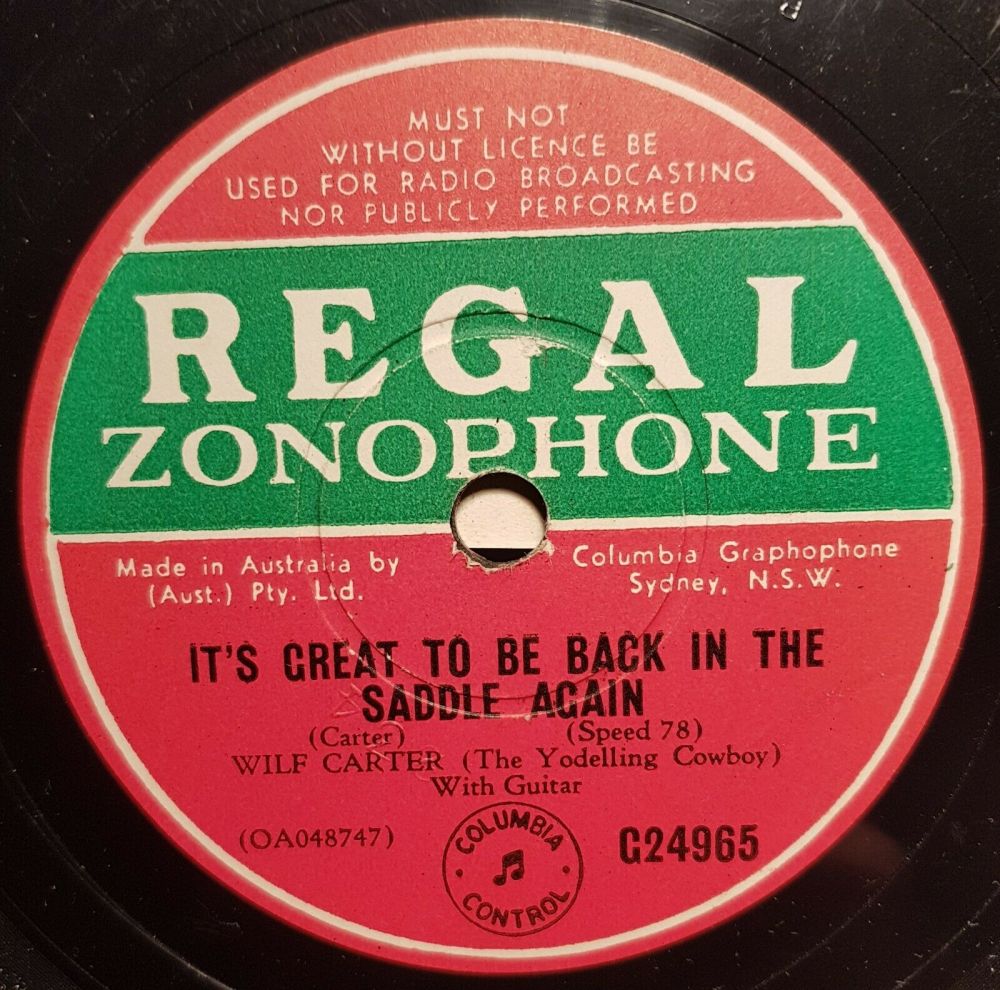 MUST NOT
WITHOUT LICENCE BE
USED FOR RADIO BROADCASTING
NOR PUBLICLY PERFORMED
REGAL
ZONOPHONE
Made in Australia by Columbia Graphophone
(Aust.) Pty. Ltd. Sydney, N.S.W.
IT'S GREAT TO BE BACK IN THE
SADDLE AGAIN
(Carter) (Speed 78)
WILF CARTER (The Yodelling Cowboy)
With Guitar
(OA048747) G24965
COLUMBIA
CONTROL